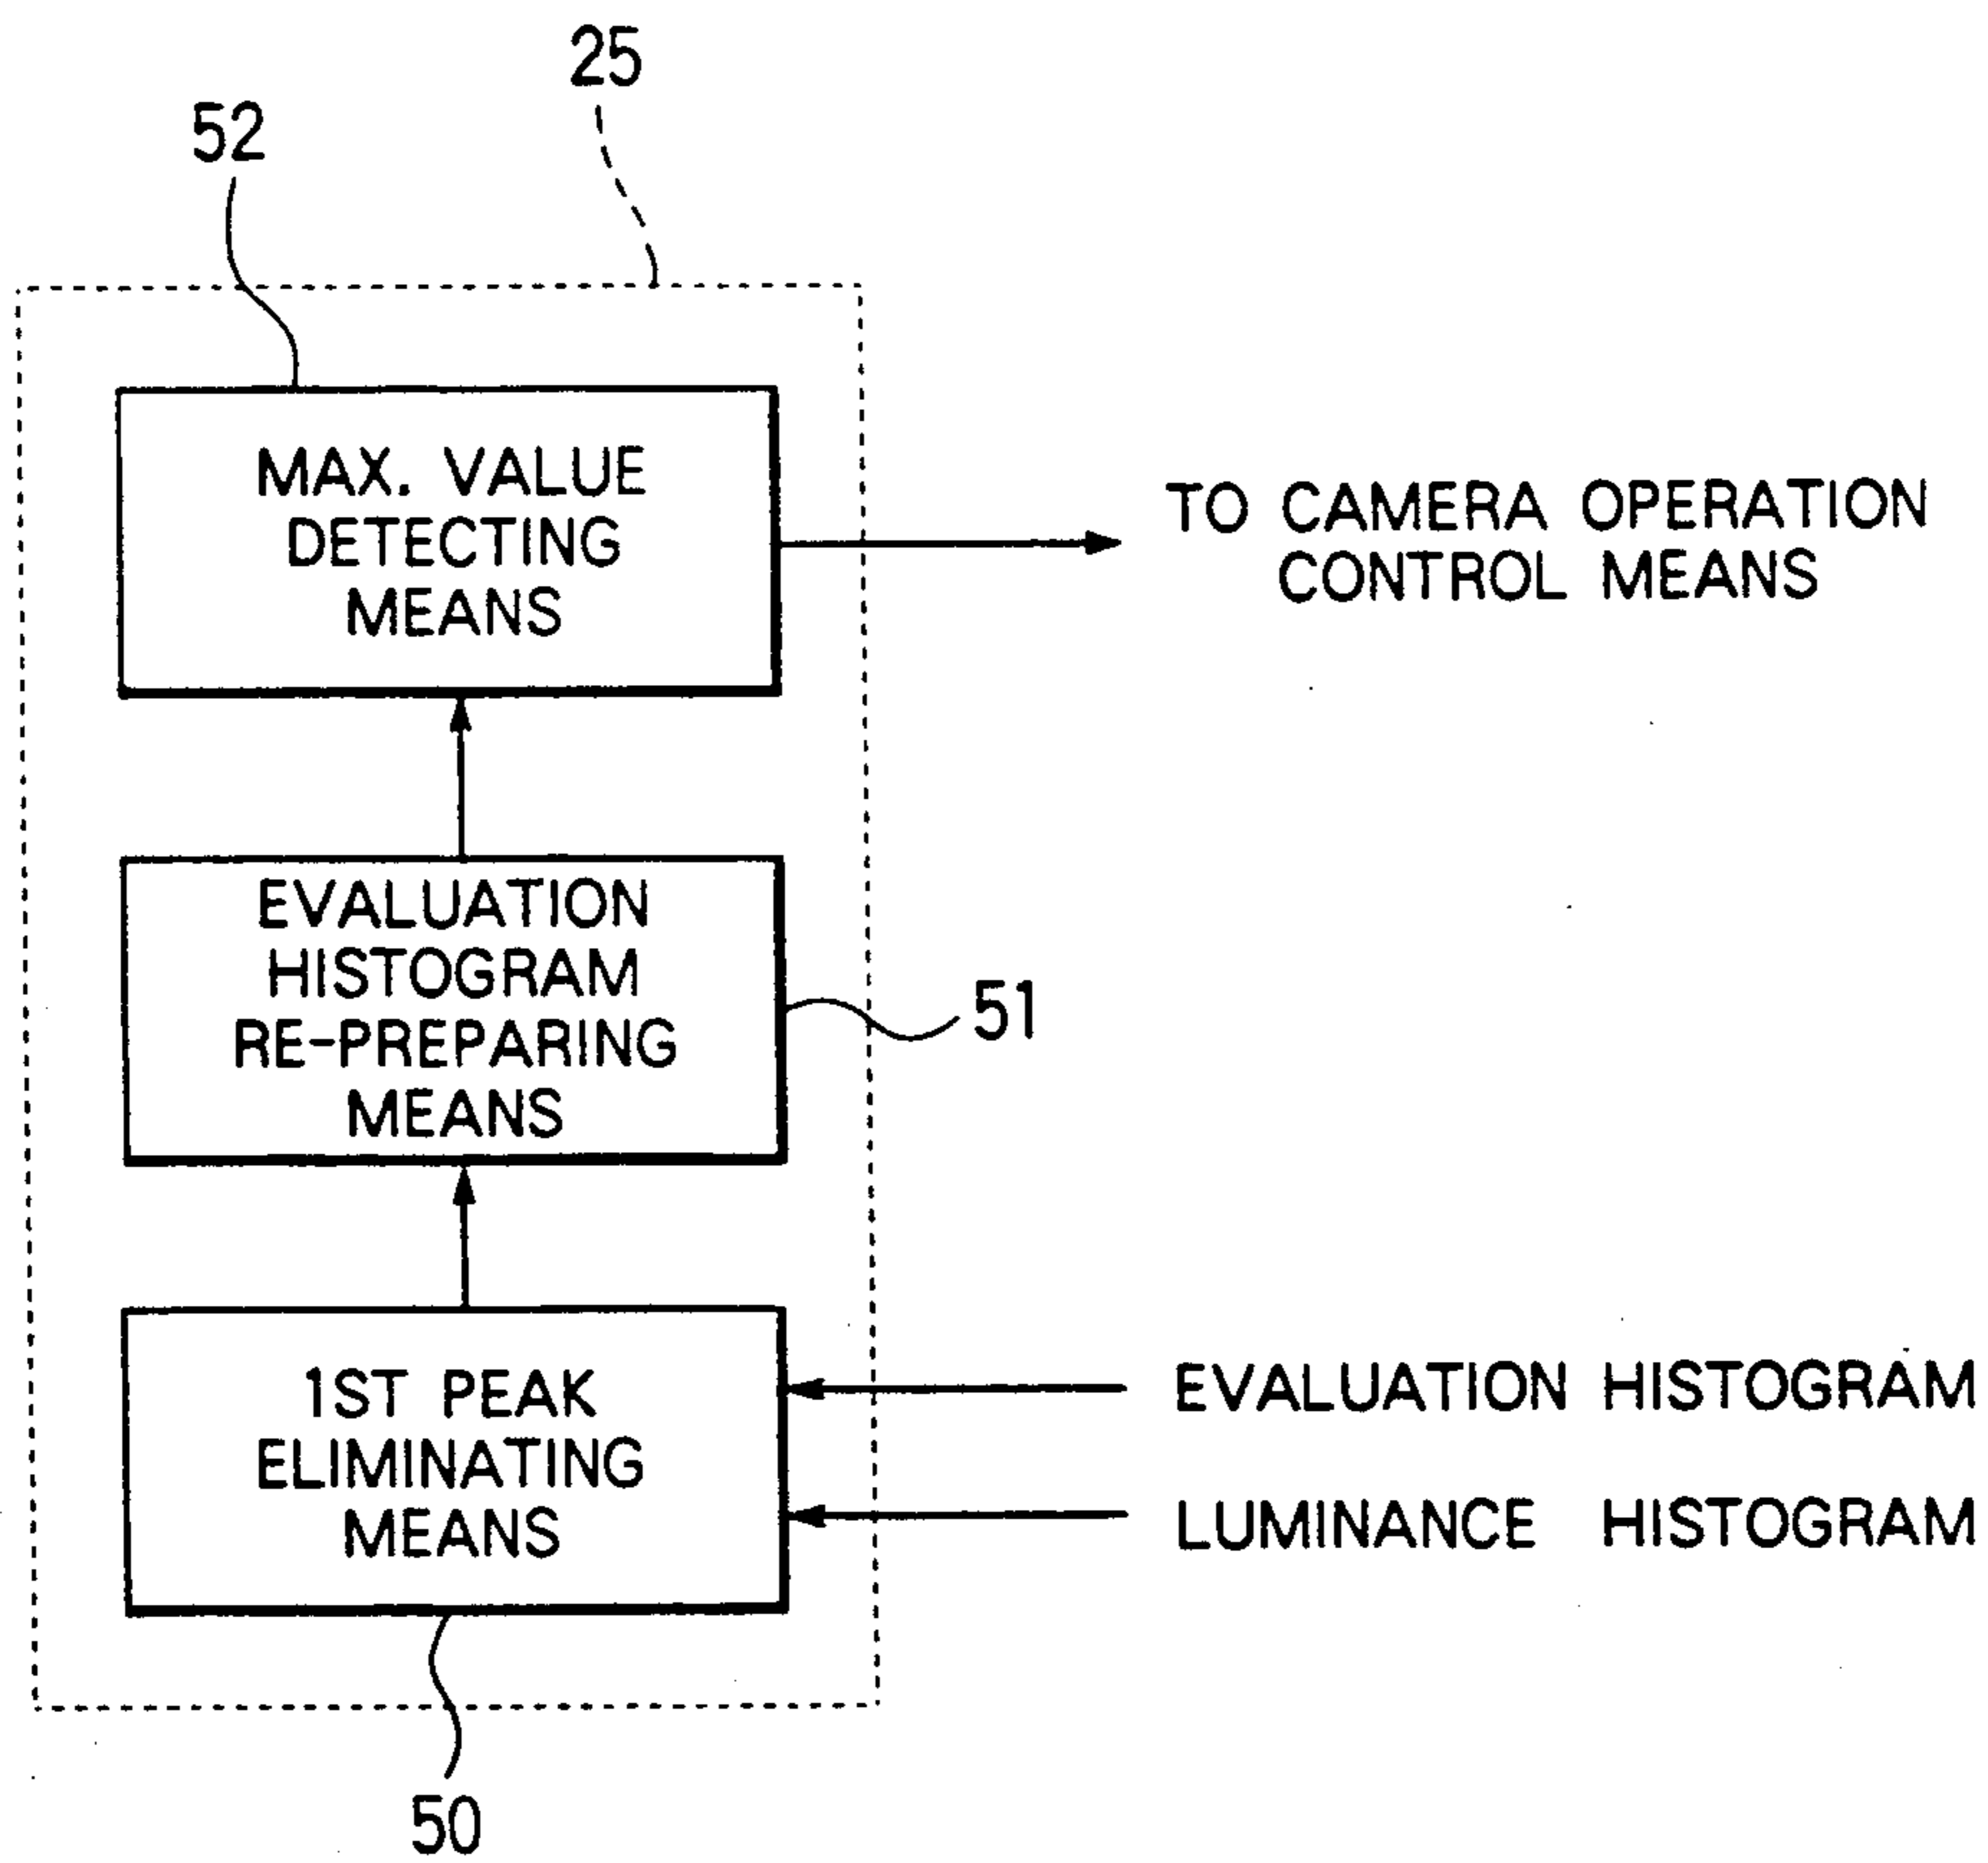 25
52
MAX. VALUE
DETECTING
MEANS
TO CAMERA OPERATION
CONTROL MEANS
EVALUATION
HISTOGRAM
RE-PREPARING
MEANS
51
1ST PEAK
ELIMINATING
MEANS
EVALUATION HISTOGRAM
LUMINANCE HISTOGRAM
50